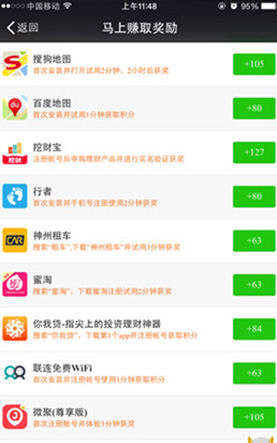 中国移动
上午11:48
95%
返回
马上赚取奖励
搜狗地图
首次安装并打开试用2分钟，2小时后获奖
+105
百度地图
首次安装并试用1分钟获取积分
+80
挖财宝
注册帐号后申购理财产品并进行实名验证获奖
+127
挖财
行者
首次安装并手机号注册使用2分钟获奖
+80
神州租车
搜索“租车”,下载“神州租车”并试用3分钟获奖
+63
CAR
蜜淘
搜索“蜜淘”，下载蜜淘注册试用2分钟获奖
+63
你我贷-指尖上的投资理财神器
搜索“你我贷”，下载第1个app并注册帐号获取积分
+84
联连免费WiFi
首次安装并注册帐号使用3分钟获取积分
+63
微聚(尊享版)
注册帐号并体验3分钟获奖
+105